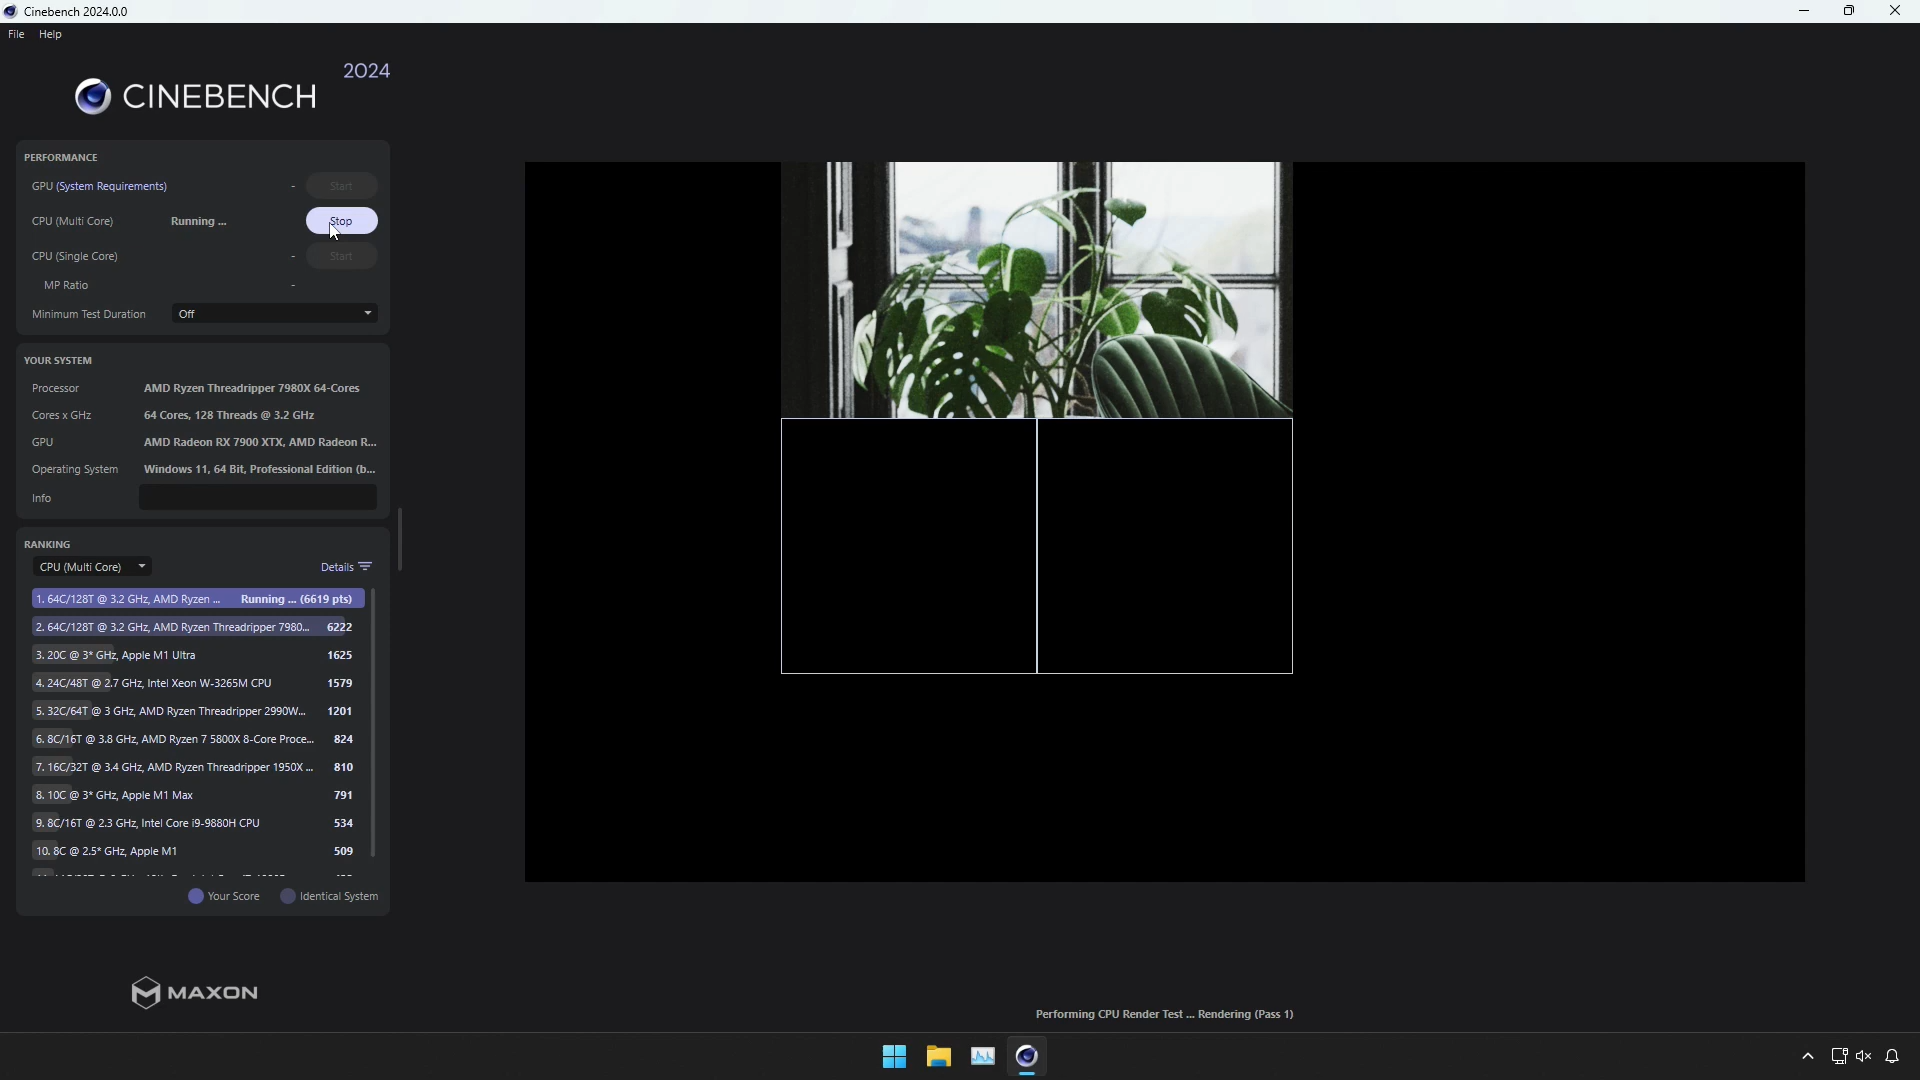 Cinebench 2024.0.0
File Help
2024
CINEBENCH
PERFORMANCE
GPU (System Requirements) - Start
CPU (Multi Core) Running ... Stop
CPU (Single Core) - Start
MP Ratio -
Minimum Test Duration Off
YOUR SYSTEM
Processor AMD Ryzen Threadripper 7980X 64-Cores
Cores x GHz 64 Cores, 128 Threads @ 3.2 GHz
GPU AMD Radeon RX 7900 XTX, AMD Radeon R...
Operating System Windows 11, 64 Bit, Professional Edition (b...
Info
RANKING
CPU (Multi Core) Details
1. 64C/128T @ 3.2 GHz, AMD Ryzen ... Running ... (6619 pts)
2. 64C/128T @ 3.2 GHz, AMD Ryzen Threadripper 7980... 6222
3. 20C @ 3* GHz, Apple M1 Ultra 1625
4. 24C/48T @ 2.7 GHz, Intel Xeon W-3265M CPU 1579
5. 32C/64T @ 3 GHz, AMD Ryzen Threadripper 2990W... 1201
6. 8C/16T @ 3.8 GHz, AMD Ryzen 7 5800X 8-Core Proce... 824
7. 16C/32T @ 3.4 GHz, AMD Ryzen Threadripper 1950X ... 810
8. 10C @ 3* GHz, Apple M1 Max 791
9. 8C/16T @ 2.3 GHz, Intel Core i9-9880H CPU 534
10. 8C @ 2.5* GHz, Apple M1 509
Your Score Identical System
MAXON
Performing CPU Render Test ... Rendering (Pass 1)